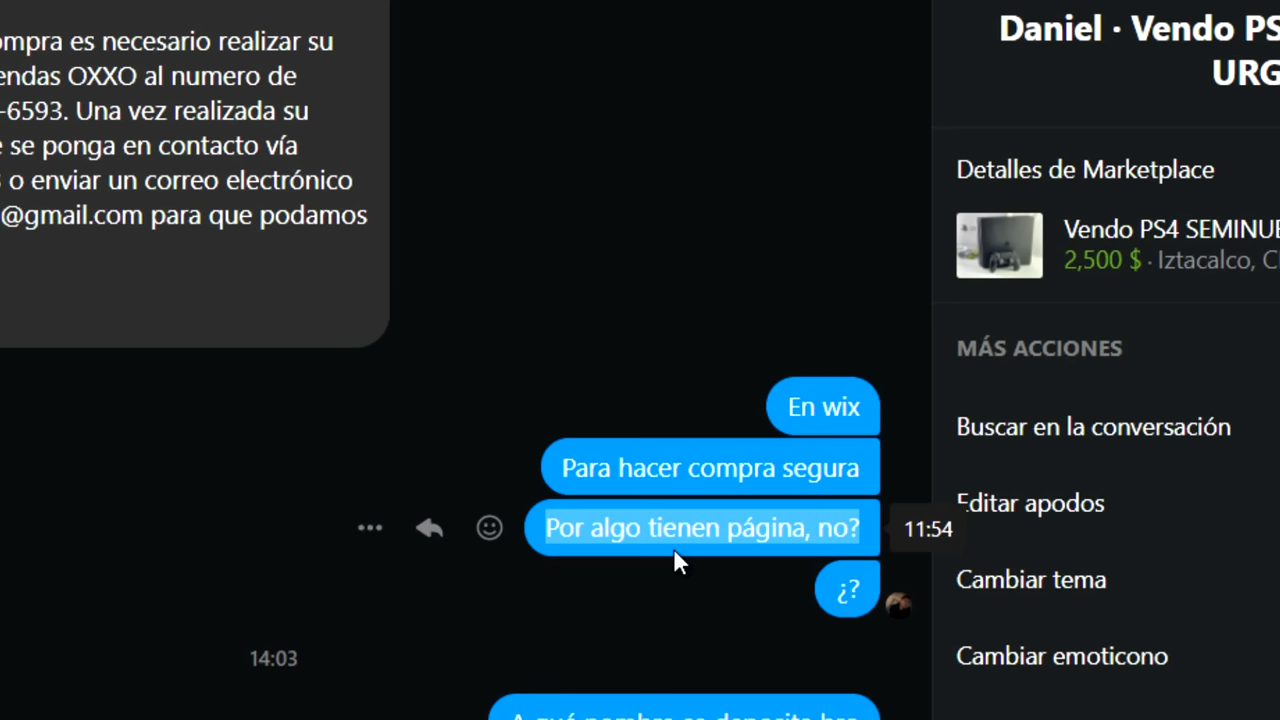 Daniel · Vendo PS
URG
ompra es necesario realizar su
endas OXXO al numero de
-6593. Una vez realizada su
e se ponga en contacto vía
o enviar un correo electrónico
@gmail.com para que podamos
Detalles de Marketplace
Vendo PS4 SEMINUE
2,500 $ · Iztacalco, C
MÁS ACCIONES
Buscar en la conversación
Editar apodos
Cambiar tema
Cambiar emoticono
En wix
Para hacer compra segura
Por algo tienen página, no?
11:54
¿?
14:03